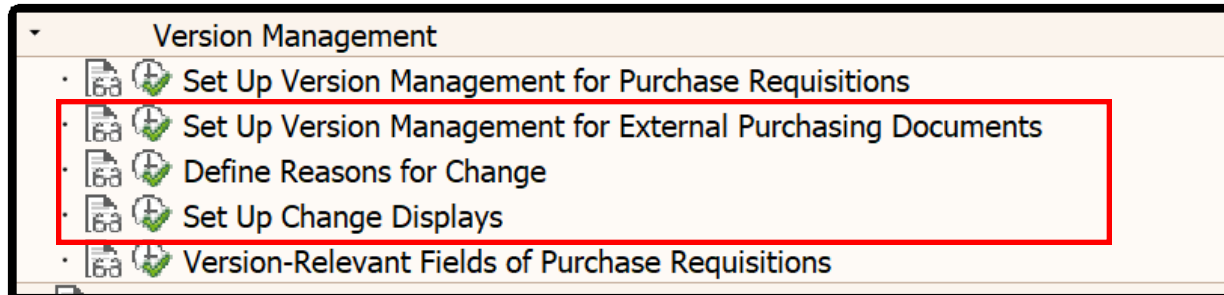 Version Management
Set Up Version Management for Purchase Requisitions
Set Up Version Management for External Purchasing Documents
Define Reasons for Change
Set Up Change Displays
Version-Relevant Fields of Purchase Requisitions